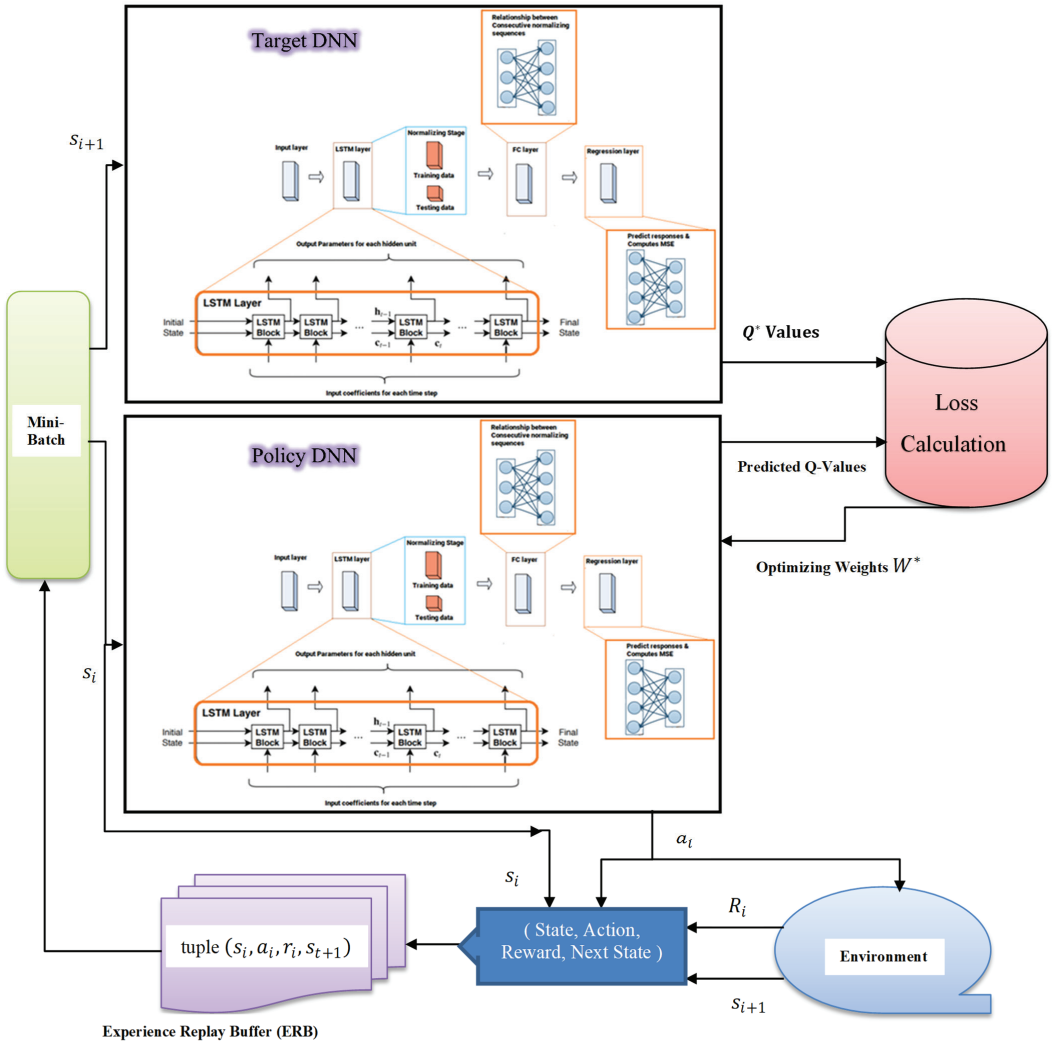 Target DNN
Relationship between
Consecutive normalizing
sequences
s_{i+1}
Input layer
LSTM layer
Normalizing Stage
Training data
Testing data
FC layer
Regression layer
Output Parameters for each hidden unit
Predict responses &
Computes MSE
LSTM Layer
Initial
State
LSTM
Block
LSTM
Block
...
h_{t-1}
c_{t-1}
LSTM
Block
c_t
...
LSTM
Block
Final
State
Input coefficients for each time step
Q* Values
Loss
Calculation
Mini-
Batch
Policy DNN
Relationship between
Consecutive normalizing
sequences
Predicted Q-Values
Optimizing Weights W*
Input layer
LSTM layer
Normalizing Stage
Training data
Testing data
FC layer
Regression layer
s_i
Output Parameters for each hidden unit
Predict responses &
Computes MSE
LSTM Layer
Initial
State
LSTM
Block
LSTM
Block
...
h_{t-1}
c_{t-1}
LSTM
Block
c_t
...
LSTM
Block
Final
State
Input coefficients for each time step
a_i
s_i
R_i
( State, Action,
Reward, Next State )
Environment
s_{i+1}
tuple (s_i, a_i, r_i, s_{t+1})
Experience Replay Buffer (ERB)